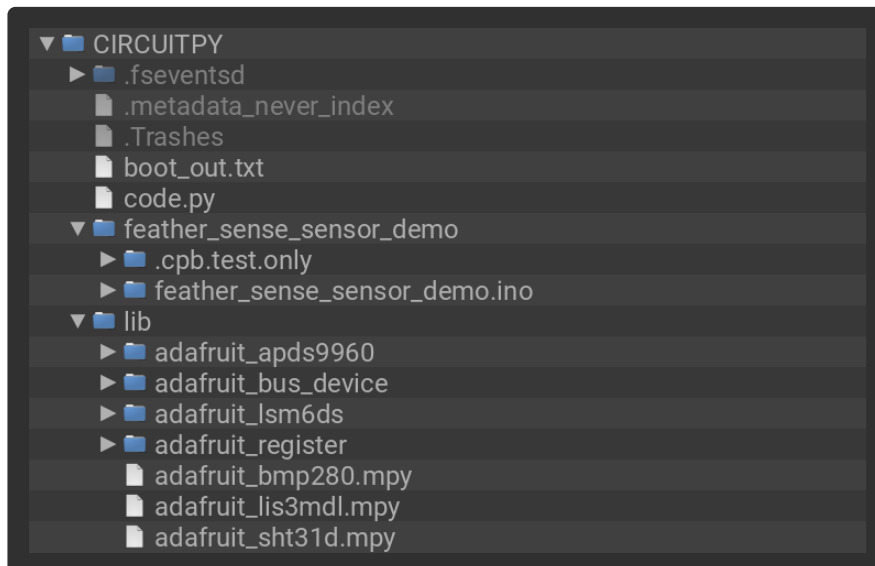 CIRCUITPY
.fseventsd
.metadata_never_index
.Trashes
boot_out.txt
code.py
feather_sense_sensor_demo
.cpb.test.only
feather_sense_sensor_demo.ino
lib
adafruit_apds9960
adafruit_bus_device
adafruit_lsm6ds
adafruit_register
adafruit_bmp280.mpy
adafruit_lis3mdl.mpy
adafruit_sht31d.mpy